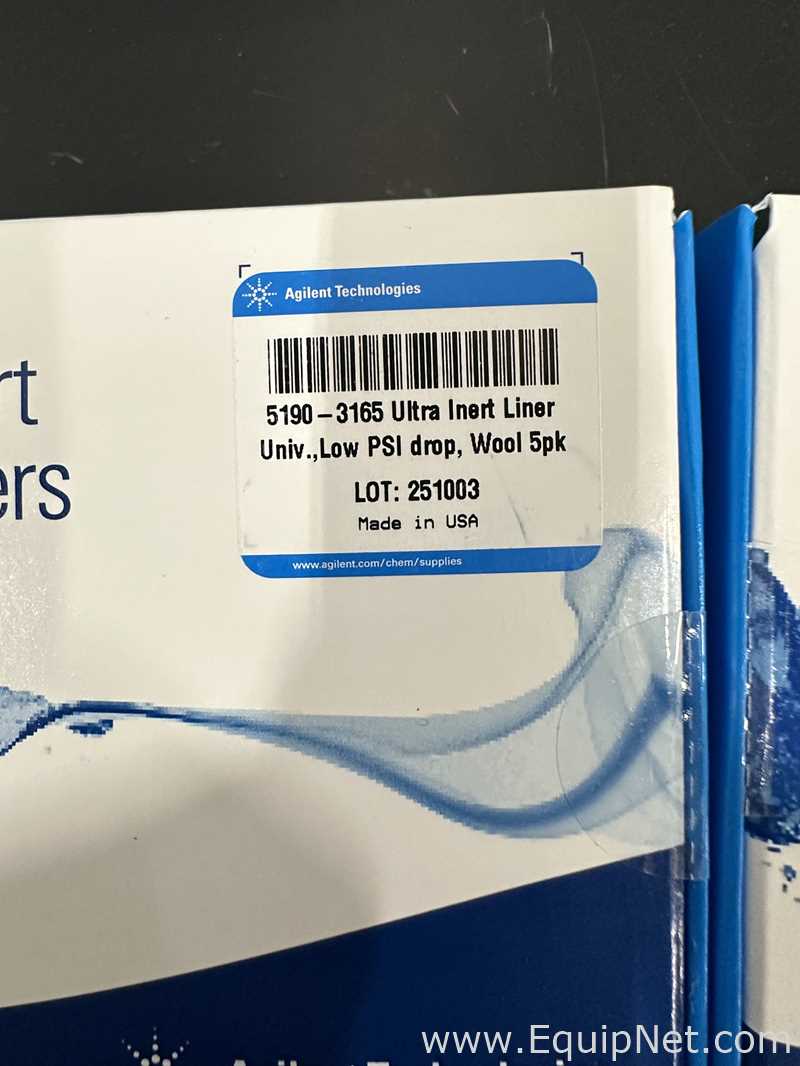 Agilent Technologies
5190-3165 Ultra Inert Liner
Univ.,Low PSI drop, Wool 5pk
LOT: 251003
Made in USA
www.agilent.com/chem/supplies
rt
ers
www.EquipNet.com